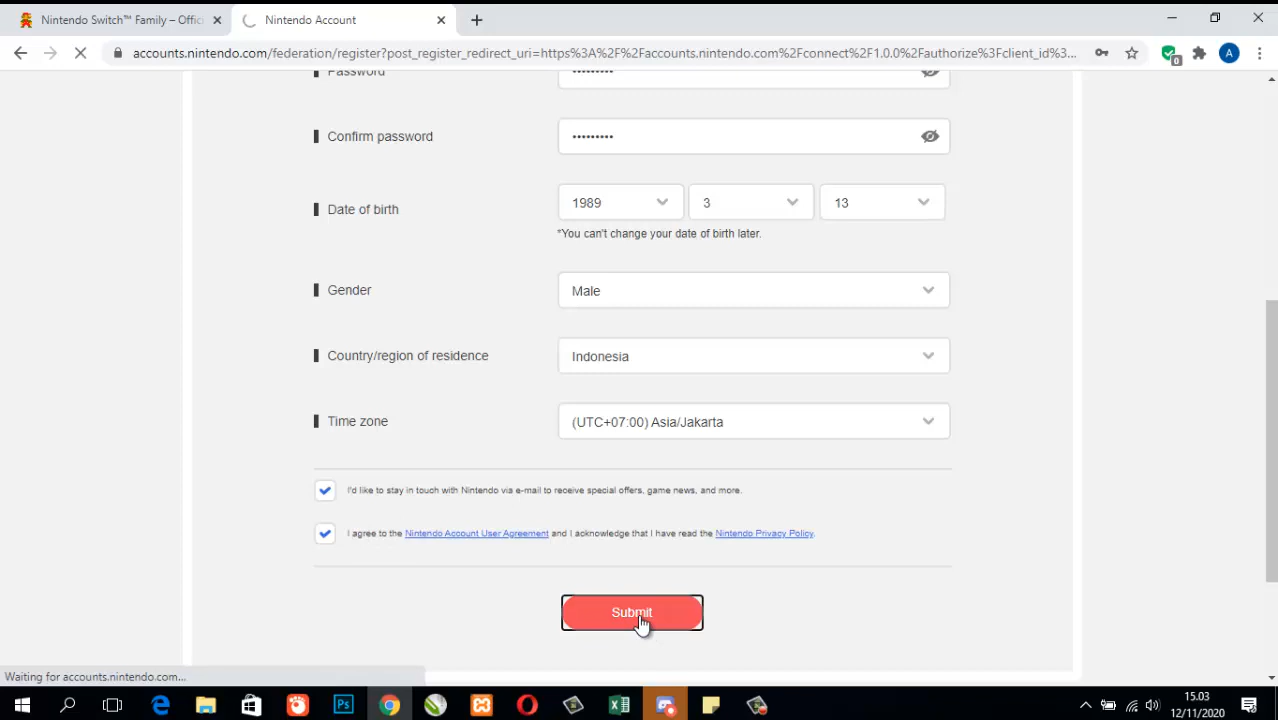 Nintendo Switch™ Family – Offici
Nintendo Account
accounts.nintendo.com/federation/register?post_register_redirect_uri=https%3A%2F%2Faccounts.nintendo.com%2Fconnect%2F1.0.0%2Fauthorize%3Fclient_id%3...
0
A
Password
Confirm password
Date of birth
1989
3
13
*You can't change your date of birth later.
Gender
Male
Country/region of residence
Indonesia
Time zone
(UTC+07:00) Asia/Jakarta
I'd like to stay in touch with Nintendo via e-mail to receive special offers, game news, and more.
I agree to the Nintendo Account User Agreement and I acknowledge that I have read the Nintendo Privacy Policy.
Submit
Waiting for accounts.nintendo.com...
Ps
15.03
12/11/2020